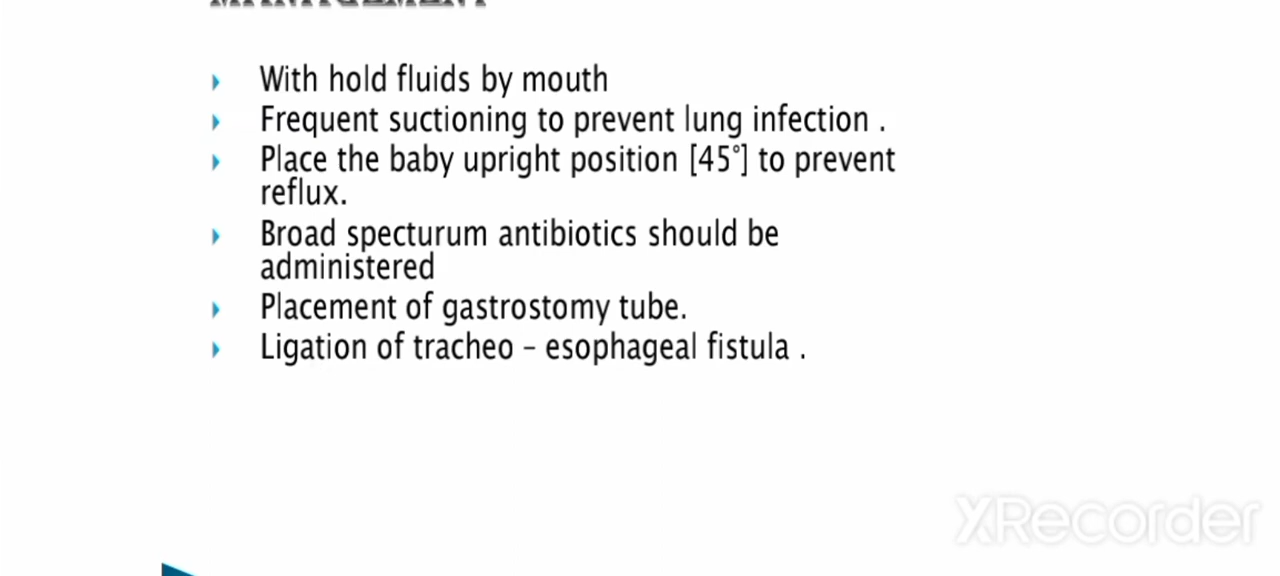 MANAGEMENT
With hold fluids by mouth
Frequent suctioning to prevent lung infection .
Place the baby upright position [45°] to prevent
reflux.
Broad specturum antibiotics should be
administered
Placement of gastrostomy tube.
Ligation of tracheo – esophageal fistula .
XRecorder